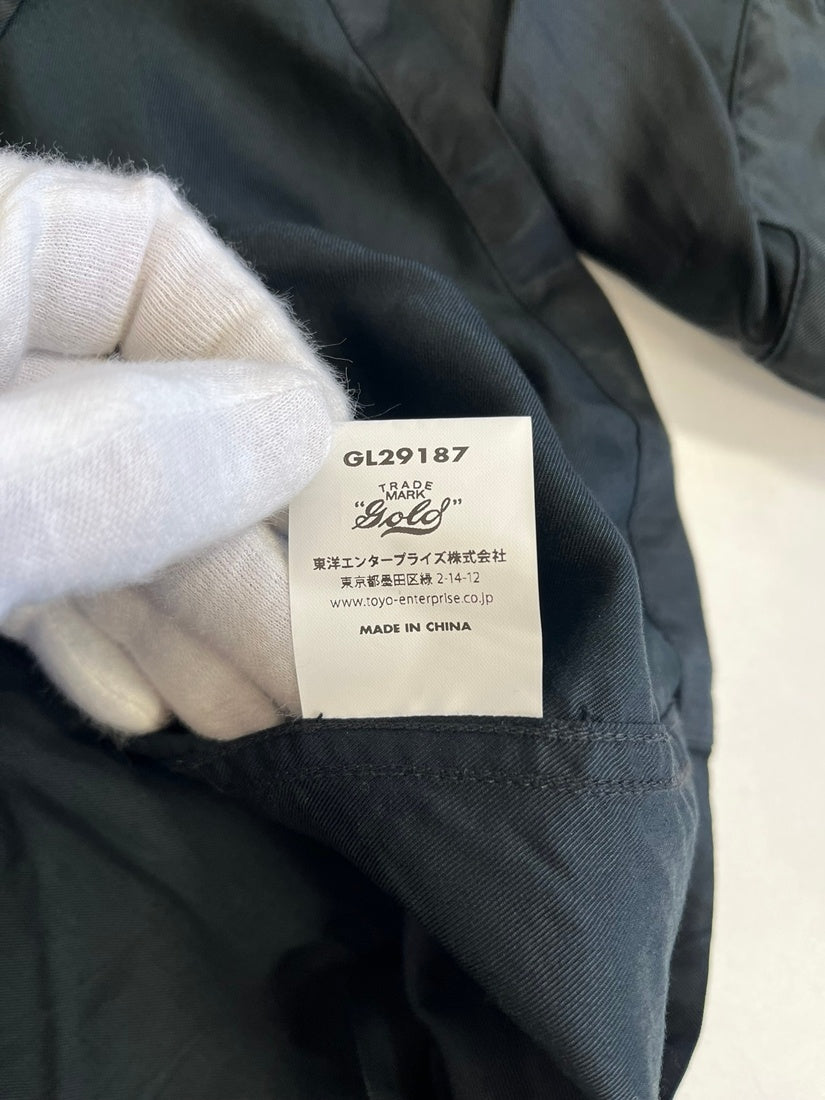 GL29187
TRADE
MARK
"Gold"
東洋エンタープライズ株式会社
東京都墨田区緑 2-14-12
www.toyo-enterprise.co.jp
MADE IN CHINA